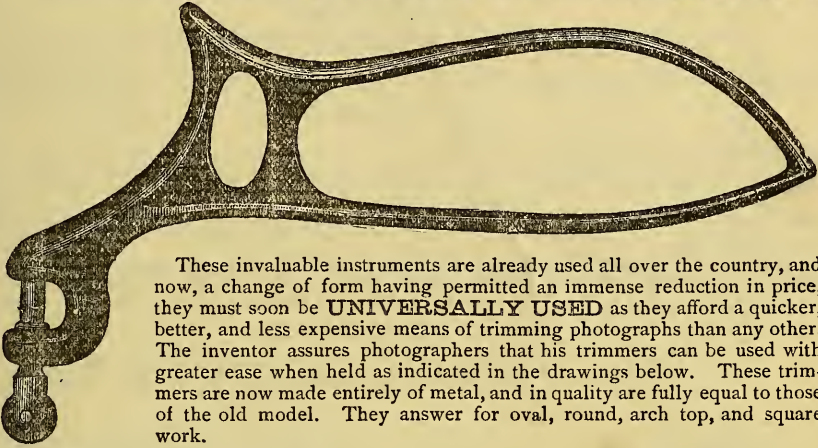 These invaluable instruments are already used all over the country, and
now, a change of form having permitted an immense reduction in price,
they must soon be UNIVERSALLY USED as they afford a quicker,
better, and less expensive means of trimming photographs than any other
The inventor assures photographers that his trimmers can be used with
greater ease when held as indicated in the drawings below. These trim-
mers are now made entirely of metal, and in quality are fully equal to those
of the old model. They answer for oval, round, arch top, and square
work.